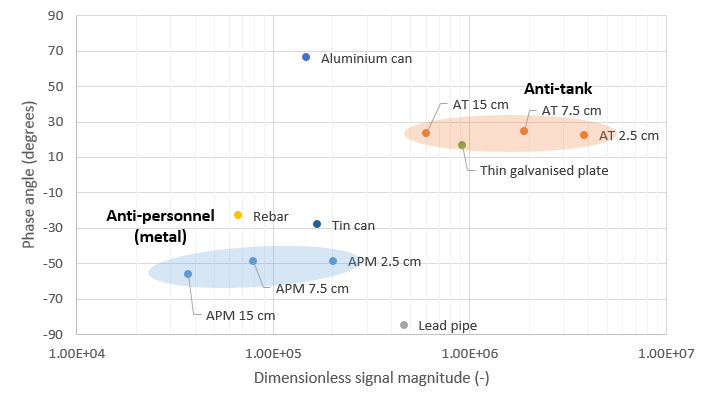 90
70
50
30
10
-10
-30
-50
-70
-90
Phase angle (degrees)
Aluminium can
Anti-tank
AT 15 cm
AT 7.5 cm
AT 2.5 cm
Thin galvanised plate
Anti-personnel
(metal)
Rebar
Tin can
APM 2.5 cm
APM 7.5 cm
APM 15 cm
Lead pipe
1.00E+04
1.00E+05
1.00E+06
1.00E+07
Dimensionless signal magnitude (-)